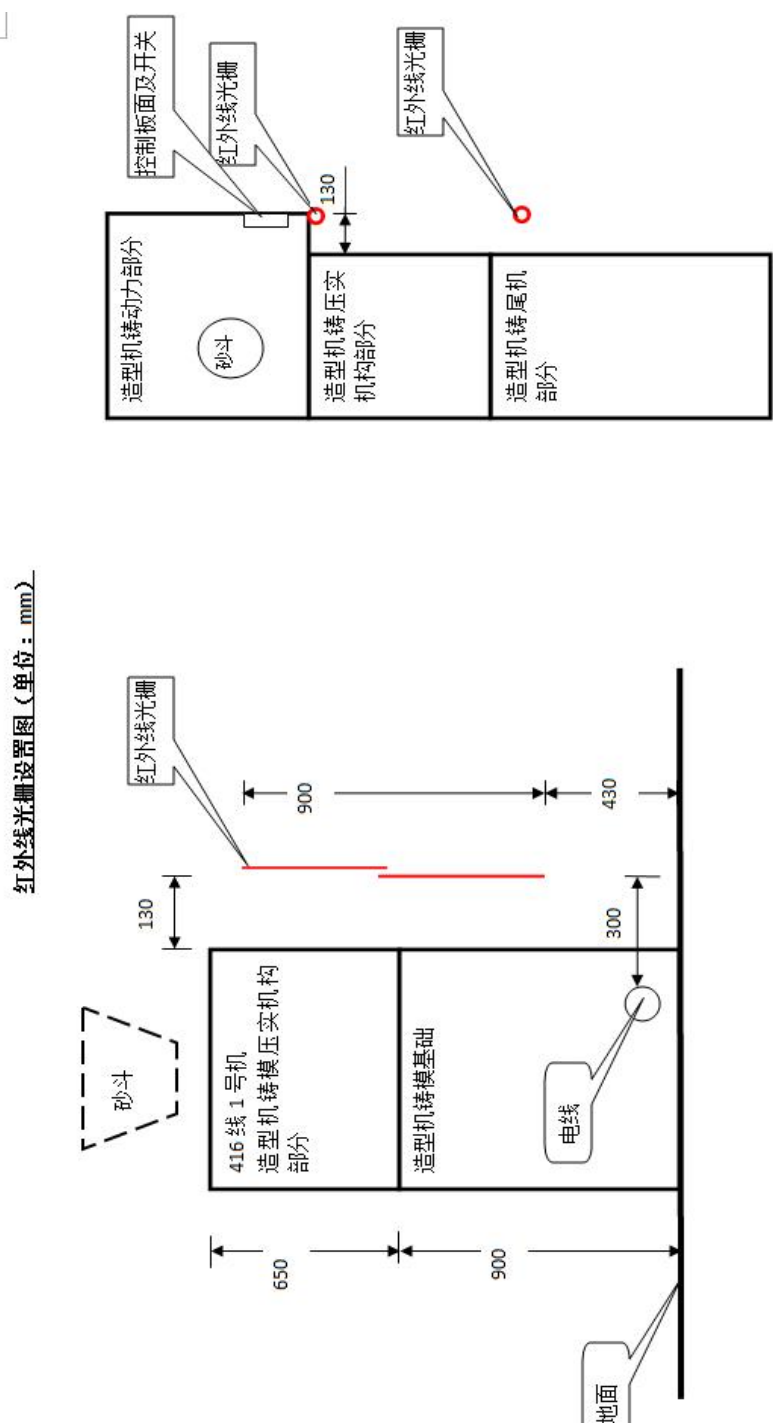 红外线光栅设置图（单位：mm）
控制板面及开关
红外线光栅
红外线光栅
130
造型机铸动力部分
砂斗
造型机铸压实
机构部分
造型机铸尾机
部分
红外线光栅
砂斗
130
900
430
300
416 线 1 号机
造型机铸模压实机构
部分
造型机铸模基础
电线
650
900
地面